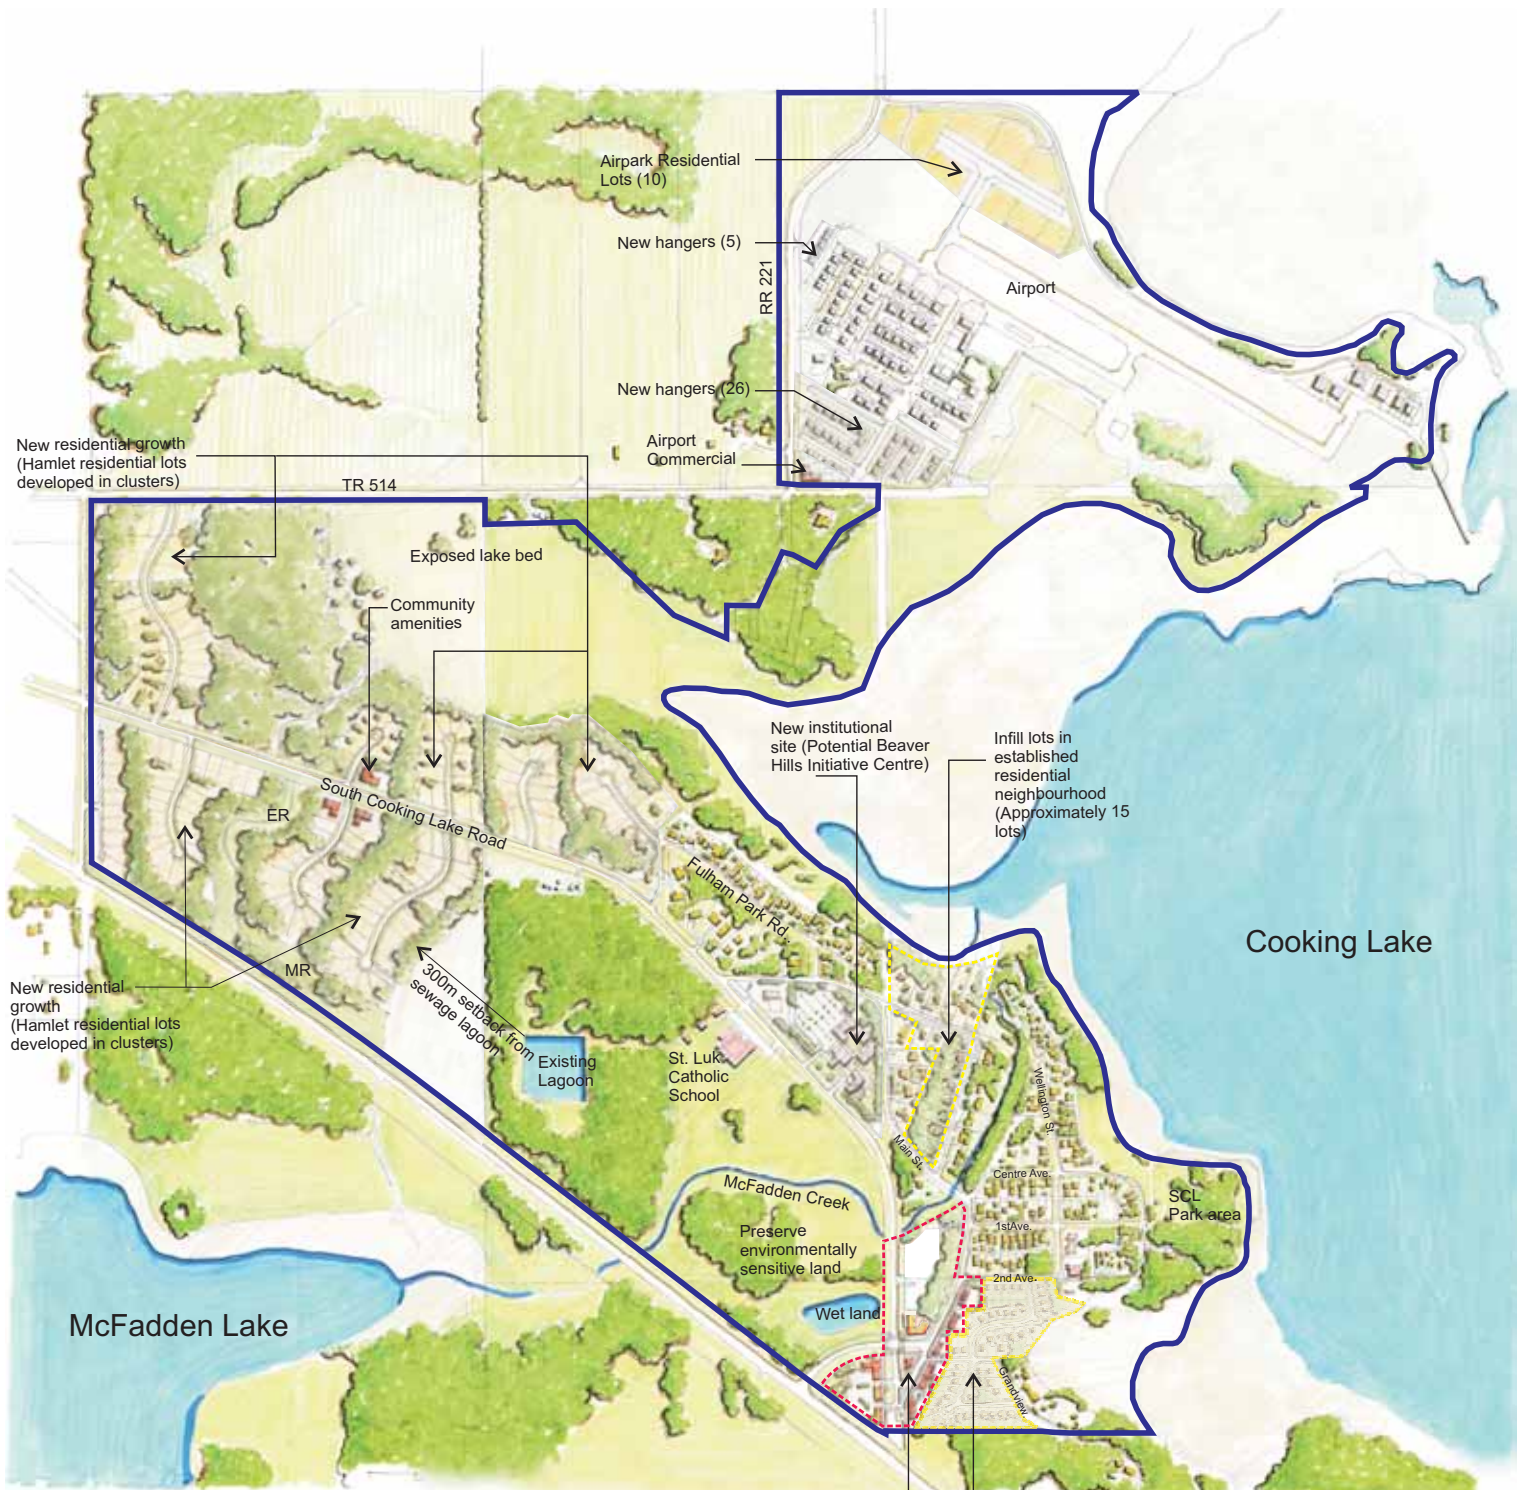 Airpark Residential
Lots (10)
New hangers (5)
RR 221
Airport
New hangers (26)
Airport
Commercial
New residential growth
(Hamlet residential lots
developed in clusters)
TR 514
Exposed lake bed
Community
amenities
New institutional
site (Potential Beaver
Hills Initiative Centre)
Infill lots in
established
residential
neighbourhood
(Approximately 15
lots)
South Cooking Lake Road
ER
Fulham Park Rd..
Cooking Lake
MR
New residential
growth
(Hamlet residential lots
developed in clusters)
300m setback from
sewage lagoon
Existing
Lagoon
St. Luk
Catholic
School
Wellington St.
Main St.
Centre Ave.
McFadden Creek
SCL
Park area
1stAve.
Preserve
environmentally
sensitive land
2nd Ave.
Wet land
McFadden Lake
Grandview